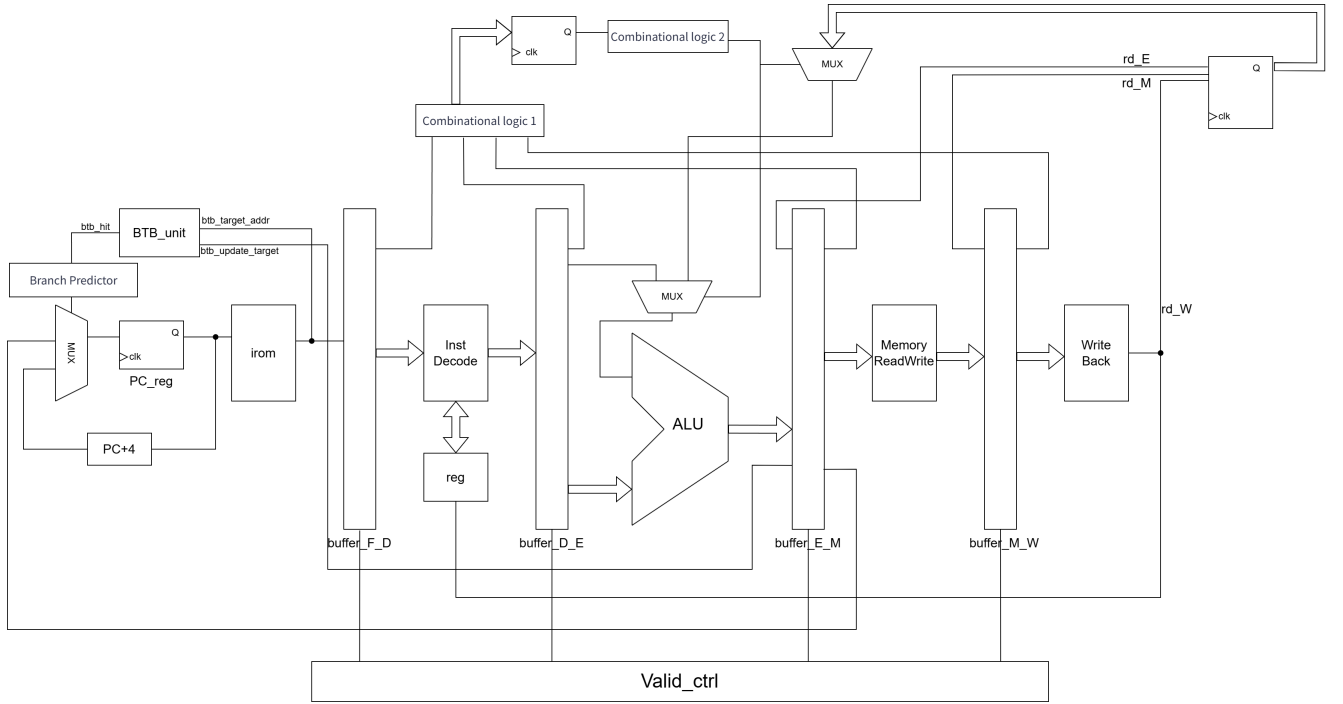 Q
clk
Combinational logic 2
MUX
rd_E
rd_M
Q
clk
Combinational logic 1
btb_hit
BTB_unit
btb_target_addr
btb_update_target
Branch Predictor
MUX
Q
clk
PC_reg
irom
PC+4
Inst
Decode
reg
MUX
ALU
Memory
ReadWrite
Write
Back
rd_W
buffer_F_D
buffer_D_E
buffer_E_M
buffer_M_W
Valid_ctrl